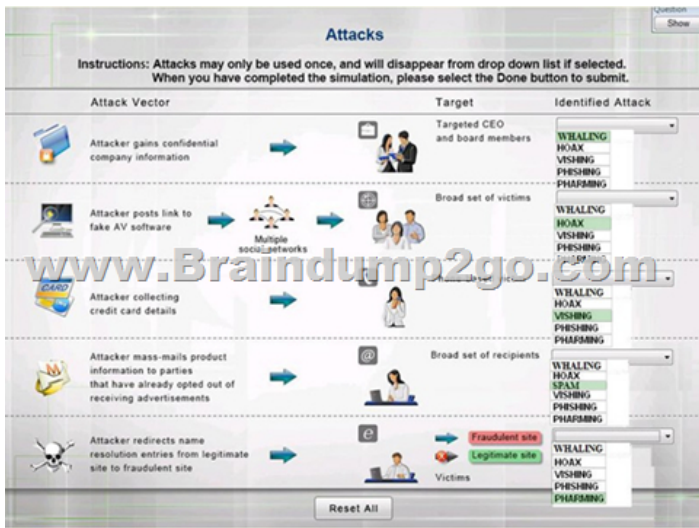 Question
Show
Attacks
Instructions: Attacks may only be used once, and will disappear from drop down list if selected.
When you have completed the simulation, please select the Done button to submit.
Attack Vector
Target
Identified Attack
Attacker gains confidential
company information
Targeted CEO
and board members
WHALING
HOAX
VISHING
PHISHING
PHARMING
Attacker posts link to
fake AV software
Multiple
social networks
Broad set of victims
WHALING
HOAX
VISHING
PHISHING
www.Braindump2go.com
CARD
Attacker collecting
credit card details
WHALING
HOAX
VISHING
PHISHING
PHARMING
Attacker mass-mails product
information to parties
that have already opted out of
receiving advertisements
@
Broad set of recipients
WHALING
HOAX
SPAM
VISHING
PHISHING
PHARMING
Attacker redirects name
resolution entries from legitimate
site to fraudulent site
e
Fraudulent site
Legitimate site
Victims
WHALING
HOAX
VISHING
PHISHING
PHARMING
Reset All